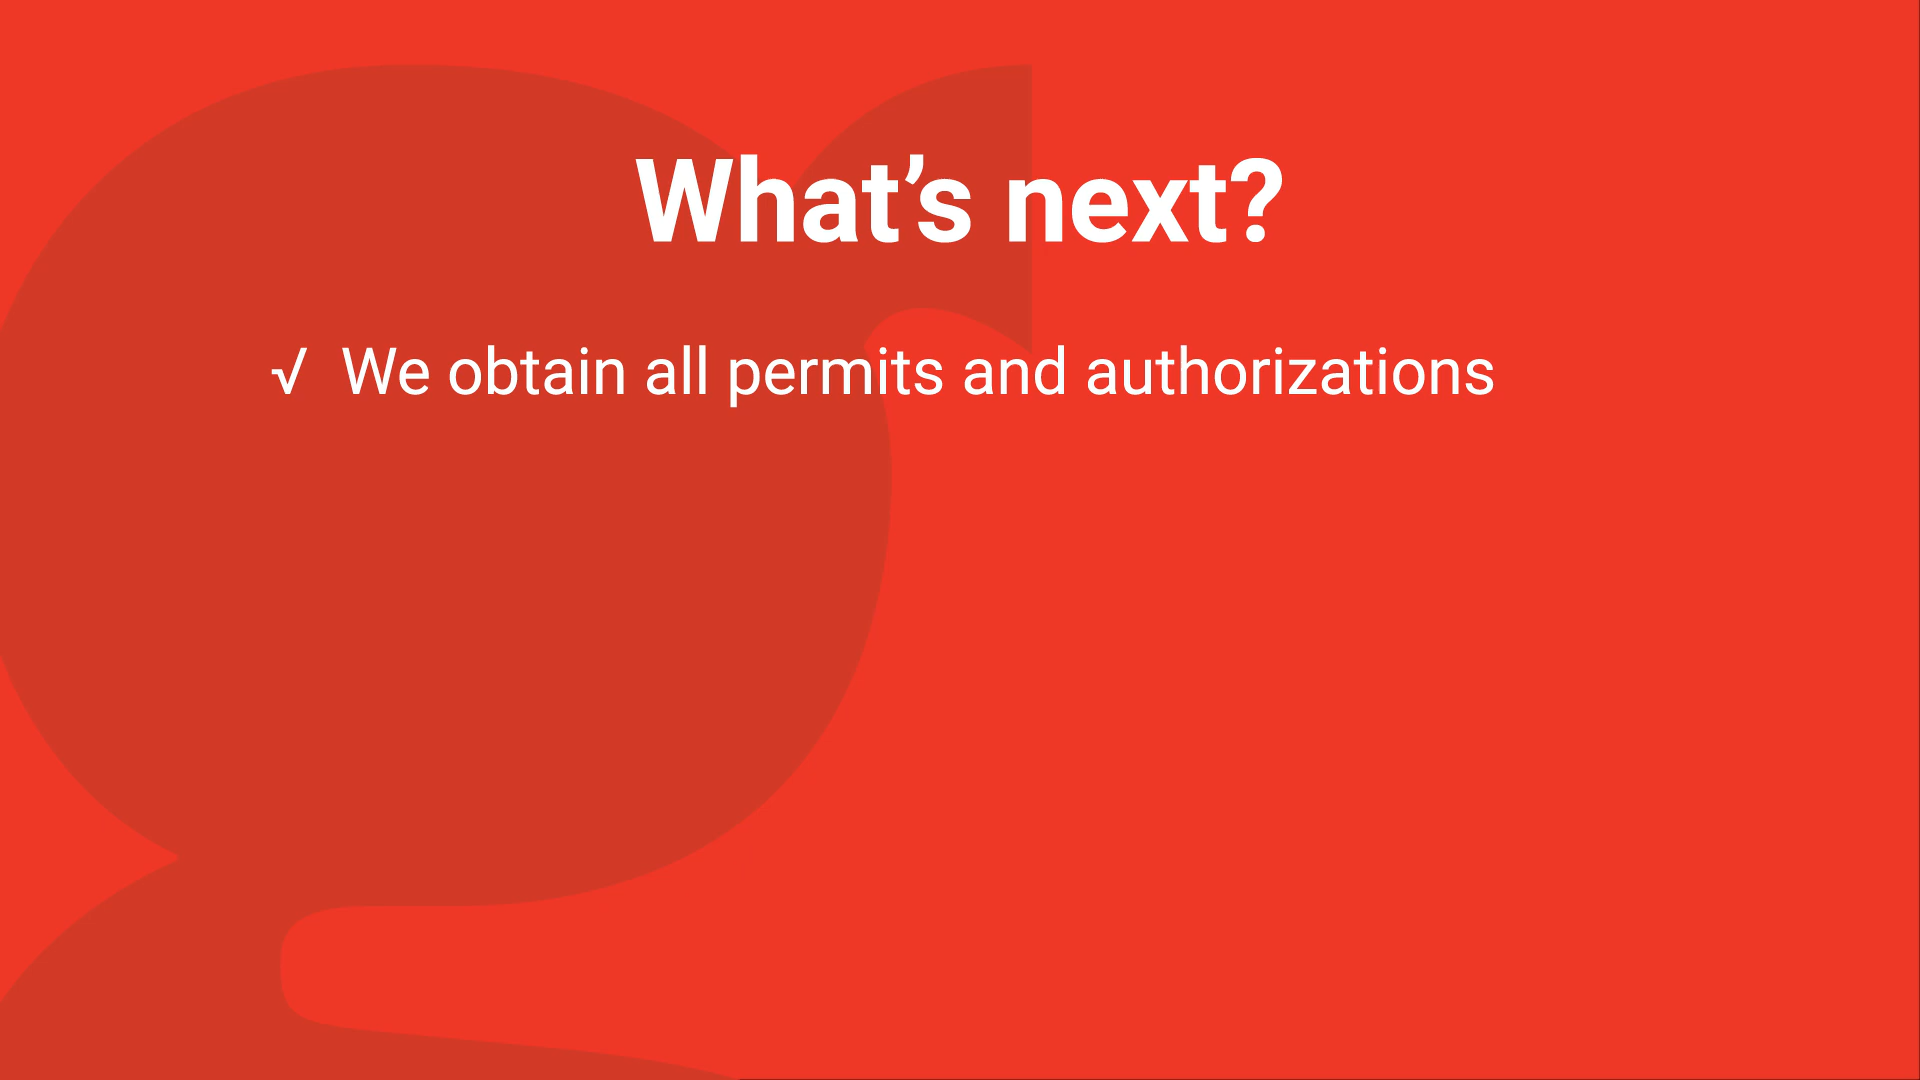 What’s next?
√ We obtain all permits and authorizations